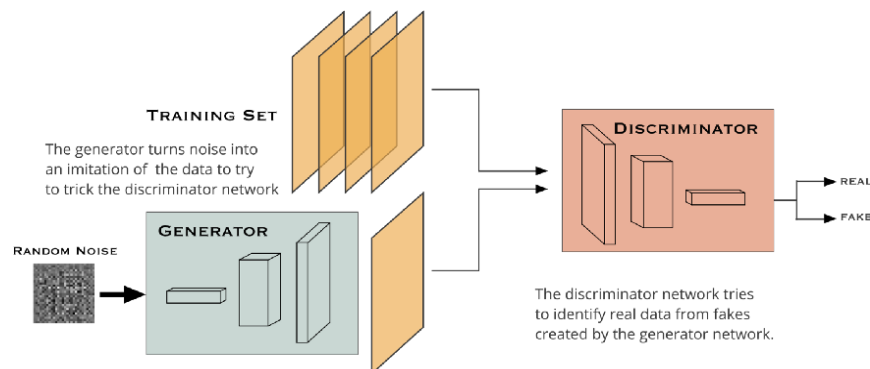 TRAINING SET
The generator turns noise into
an imitation of the data to try
to trick the discriminator network
DISCRIMINATOR
REAL
FAKE
GENERATOR
RANDOM NOISE
The discriminator network tries
to identify real data from fakes
created by the generator network.